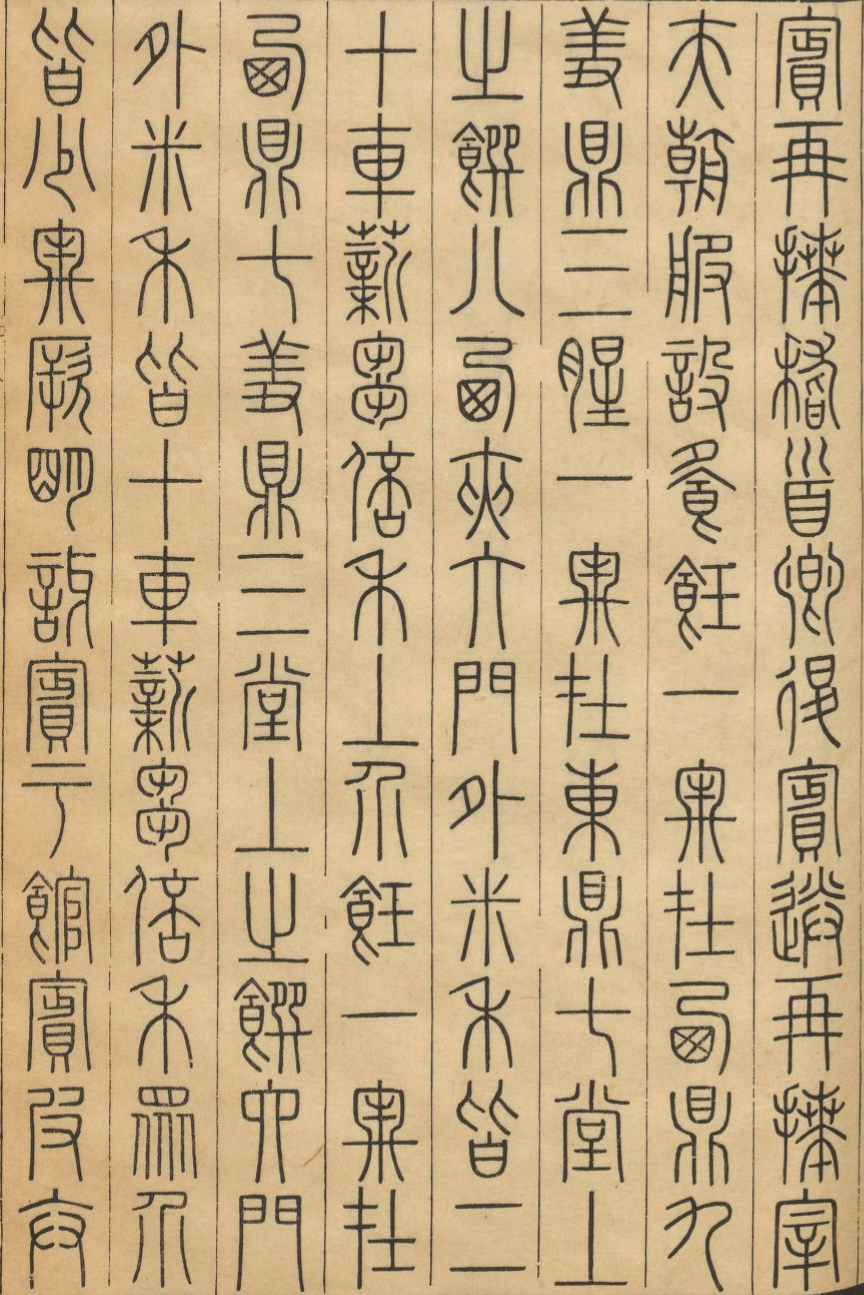 賓再拜稽首卿退賓送再拜宰
夫朝服設飧飪一牢在西鼎九
羞鼎三腥一牢在東鼎七堂上
之饌八西夾六門外米禾皆二
十車薪芻倍禾上介飪一牢在
西鼎七羞鼎三堂上之饌六門
外米禾皆十車薪芻倍禾眾介
皆少牢厥明訝賓于館賓皮弁